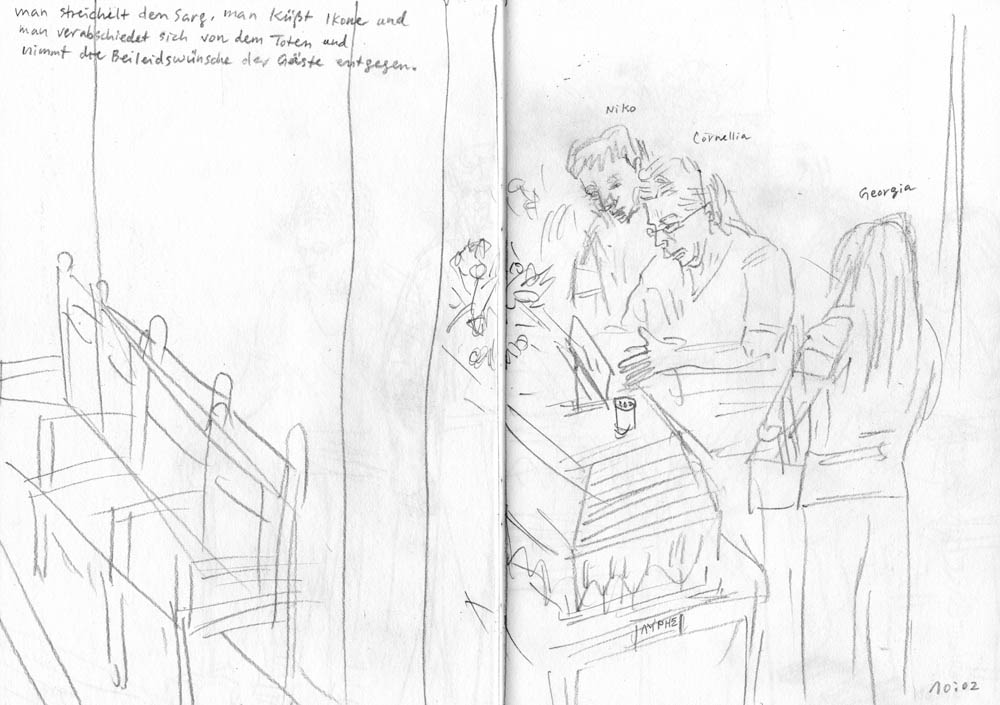 man streichelt den Sarg, man küßt Ikone und
man verabschiedet sich von dem Toten und
nimmt die Beileidswünsche der Gäste entgegen.
Niko
Cornellia
Georgia
10:02